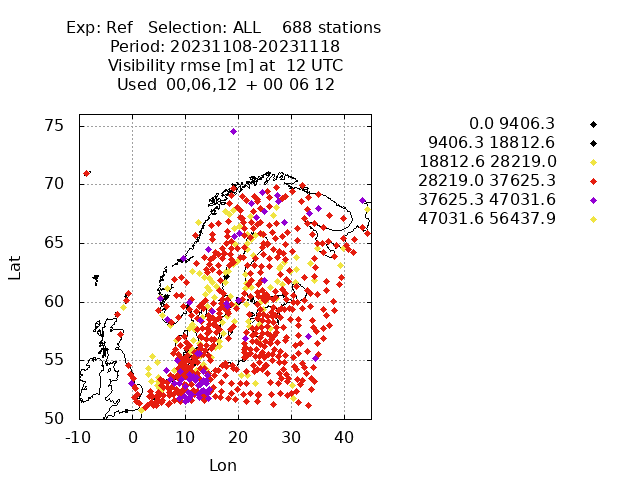 Exp: Ref   Selection: ALL    688 stations
Period: 20231108-20231118
Visibility rmse [m] at  12 UTC
Used  00,06,12  + 00 06 12
0.0 9406.3
9406.3 18812.6
18812.6 28219.0
28219.0 37625.3
37625.3 47031.6
47031.6 56437.9
75
70
65
60
55
50
Lat
-10 0 10 20 30 40
Lon